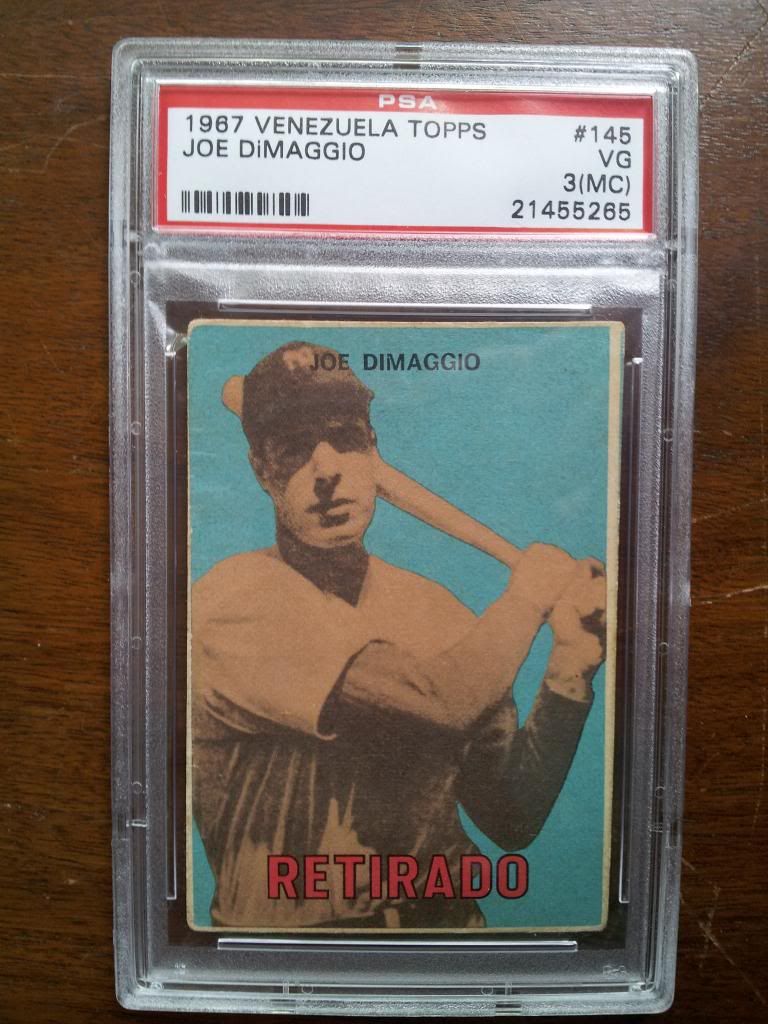 PSA
1967 VENEZUELA TOPPS #145
JOE DiMAGGIO VG
3(MC)
21455265
JOE DIMAGGIO
RETIRADO